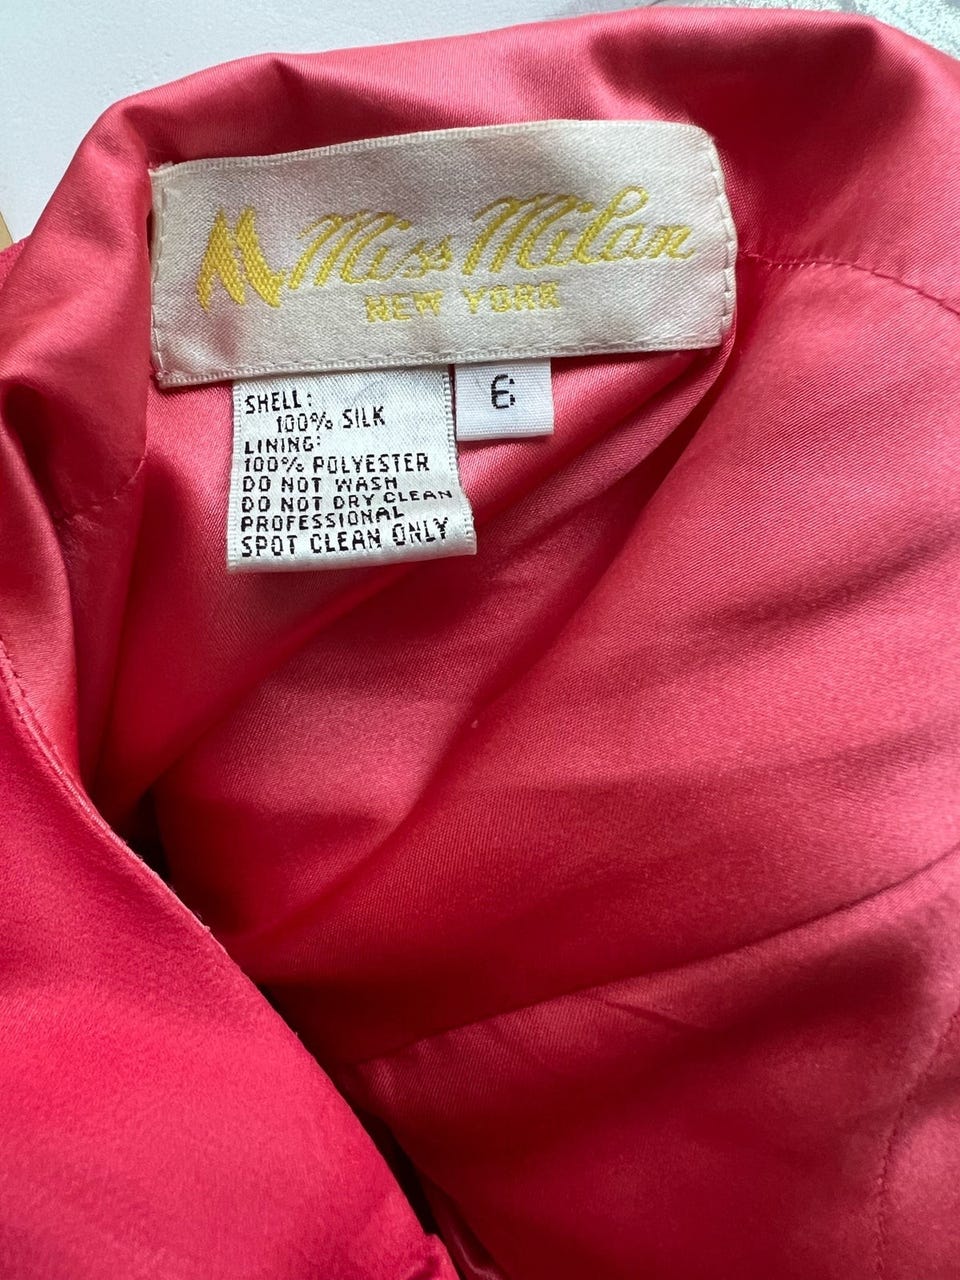 M Miss Milan
NEW YORK
6
SHELL:
100% SILK
LINING:
100% POLYESTER
DO NOT WASH
DO NOT DRY CLEAN
PROFESSIONAL
SPOT CLEAN ONLY